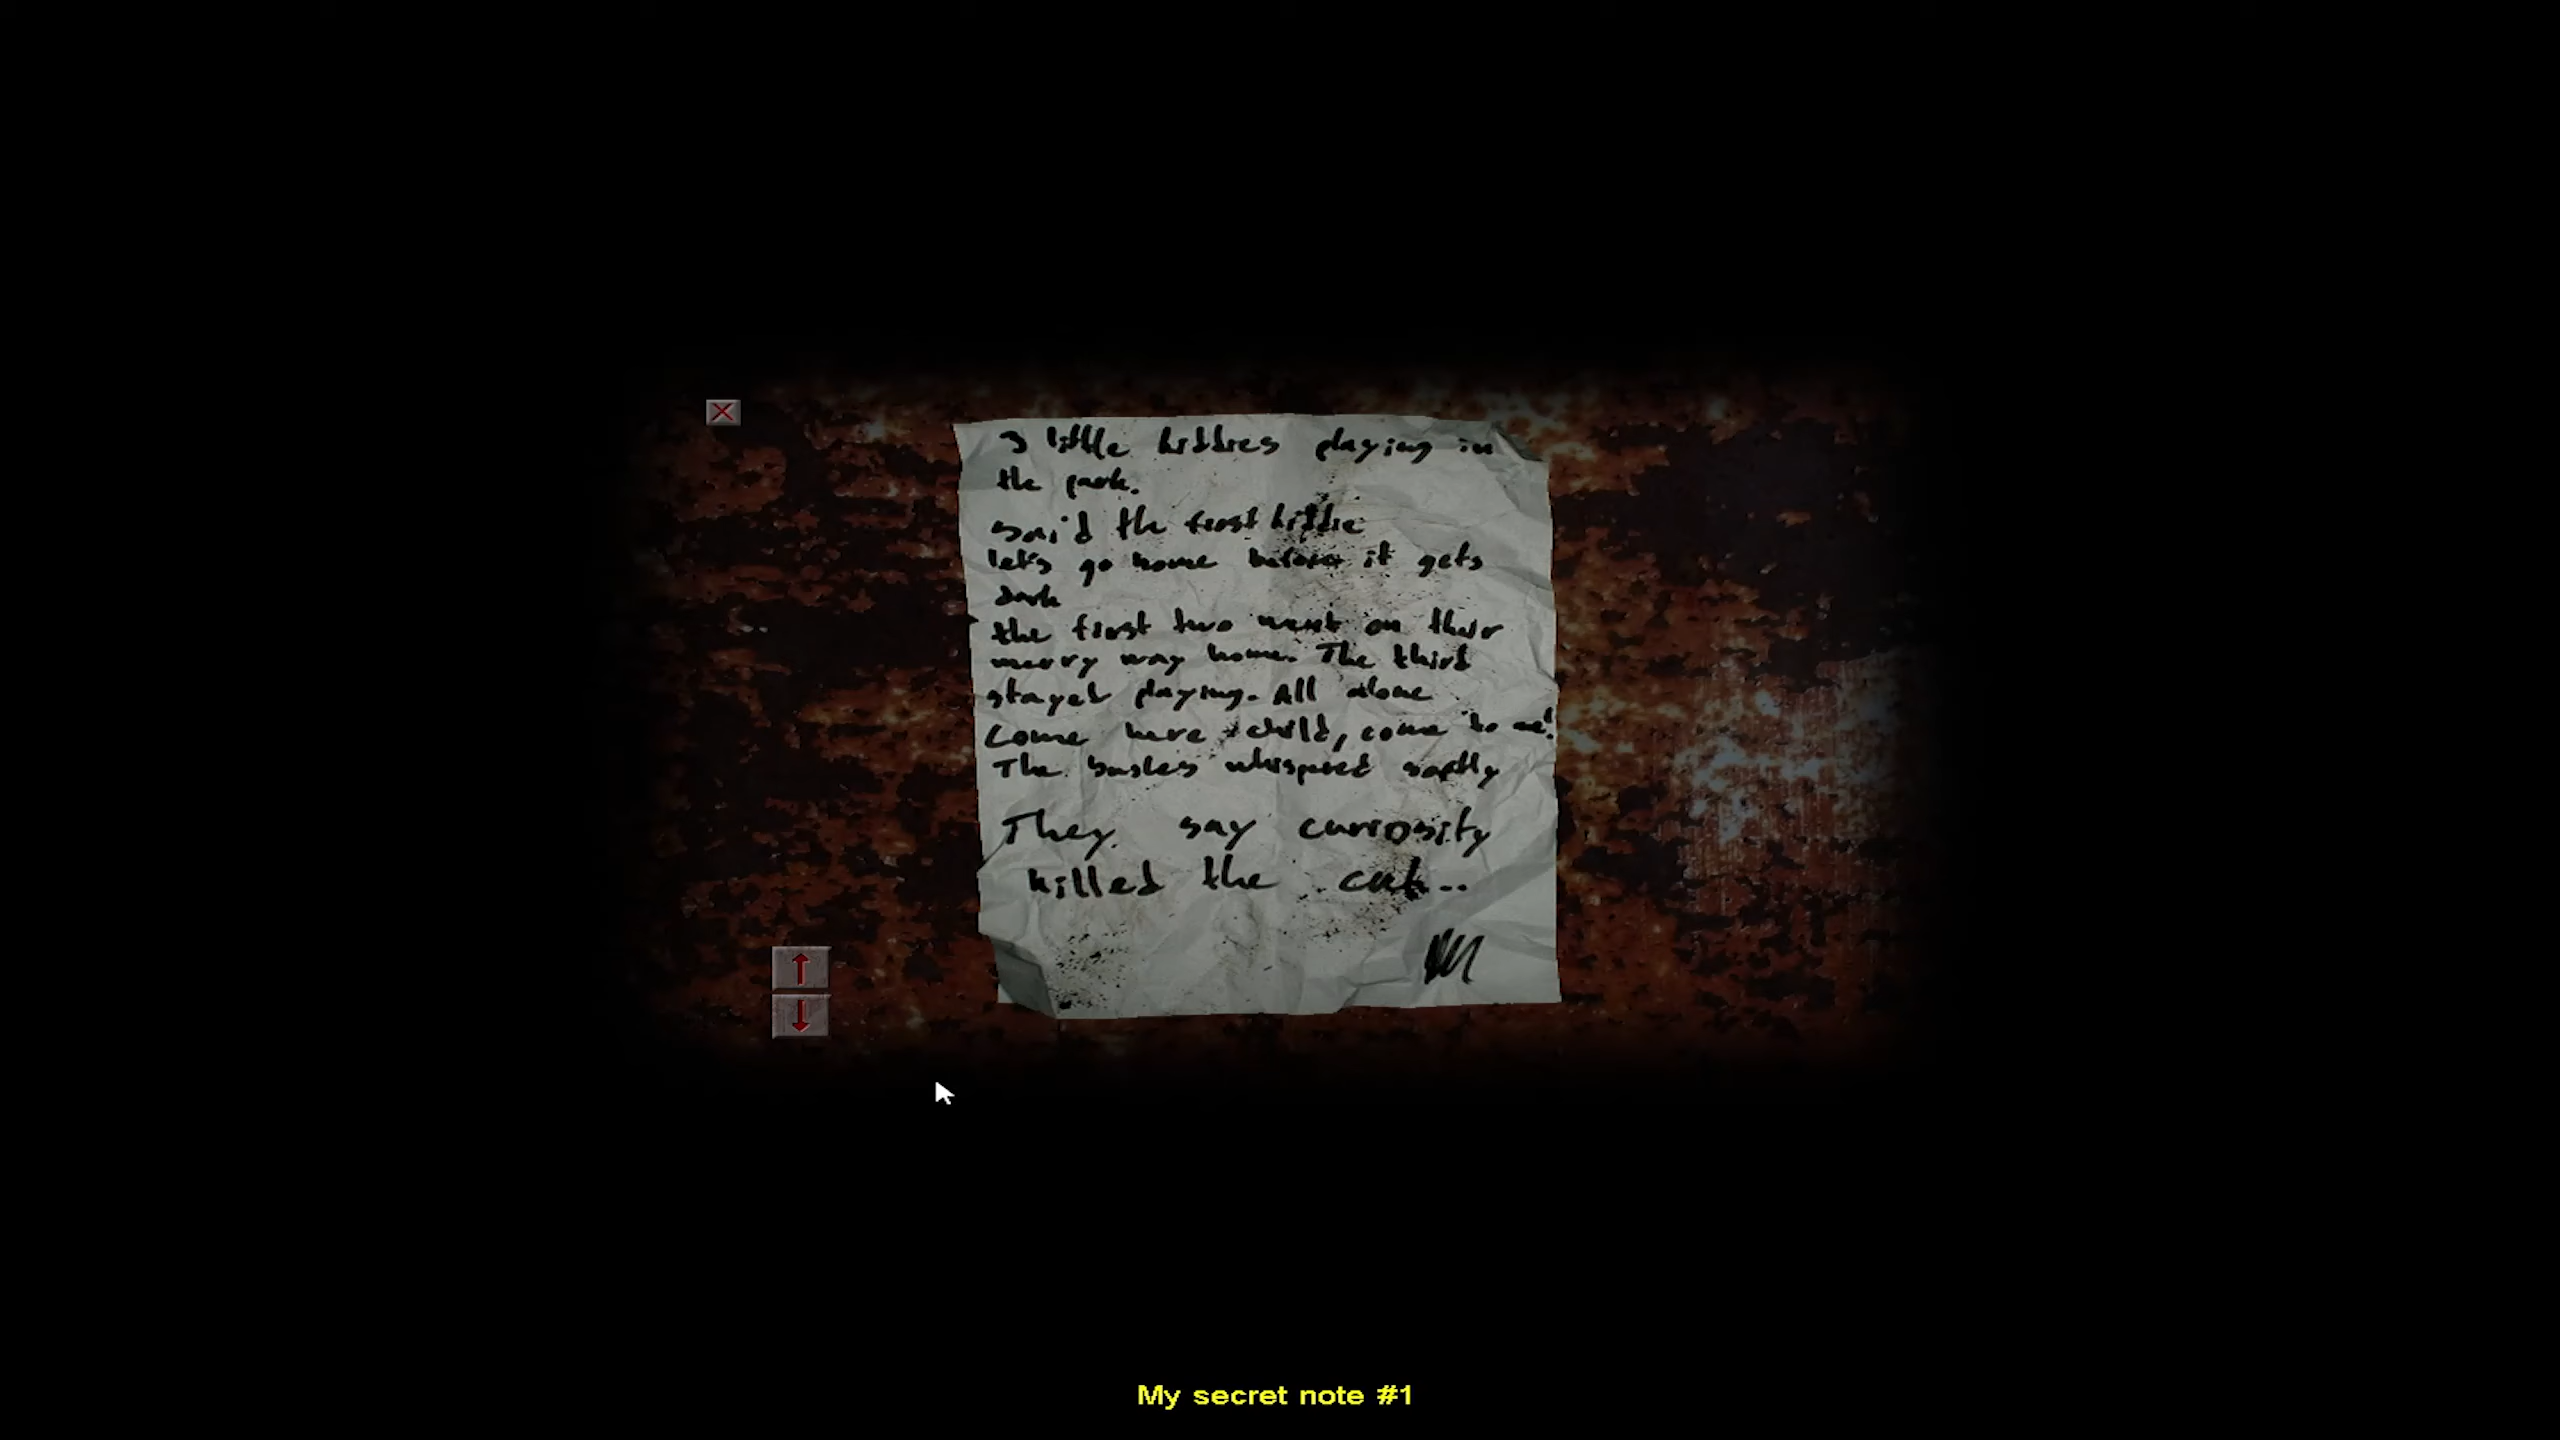 3 little kiddies playing in
the park.
said the first kiddie
let's go home before it gets
dark
the first two went on their
merry way home. The third
stayed playing. All alone
Come here child, come to me!
The bushes whispered softly
They say curiosity
killed the cat..
My secret note #1